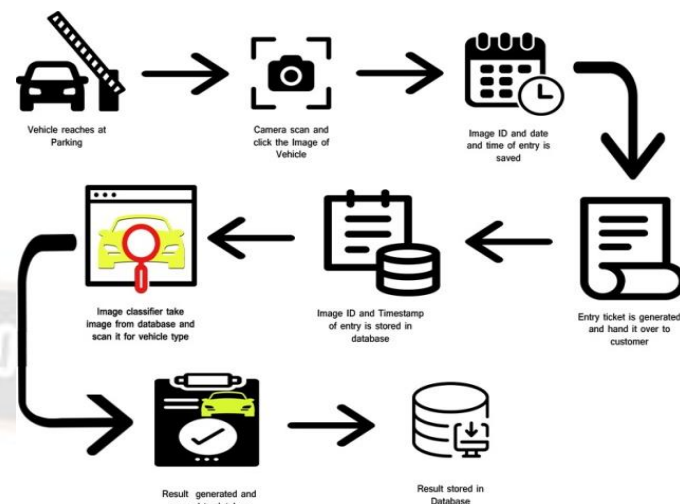 Vehicle reaches at
Parking
Camera scan and
click the Image of
Vehicle
Image ID and date
and time of entry is
saved
Entry ticket is generated
and hand it over to
customer
Image ID and Timestamp
of entry is stored in
database
Image classifier take
image from database and
scan it for vehicle type
Result generated and
Result stored in
Database